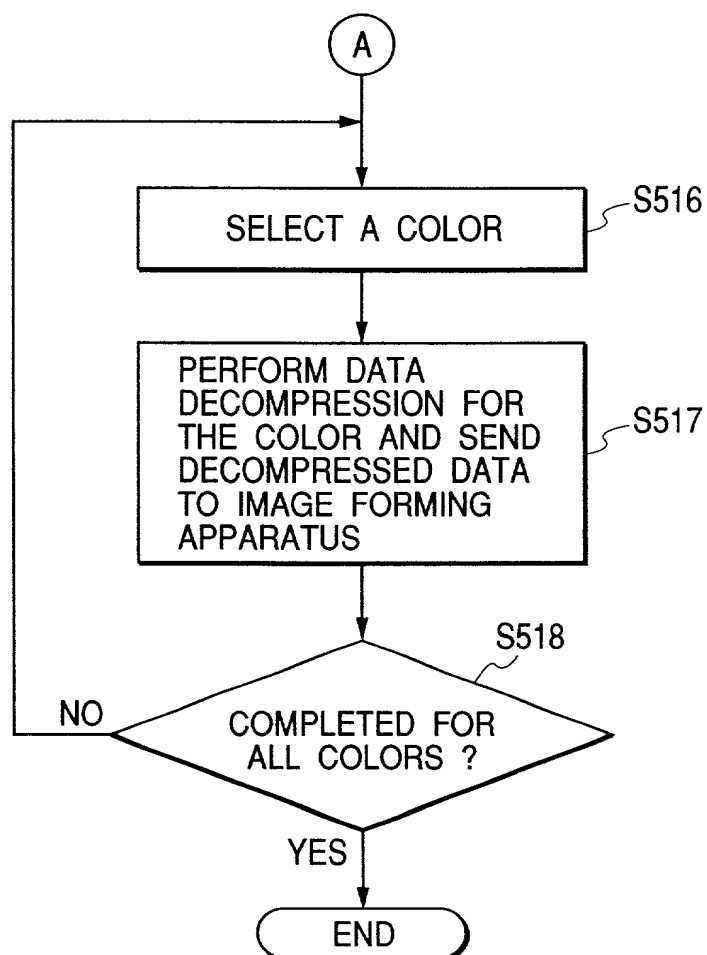 A
SELECT A COLOR
S516
PERFORM DATA
DECOMPRESSION FOR
THE COLOR AND SEND
DECOMPRESSED DATA
TO IMAGE FORMING
APPARATUS
S517
S518
NO
COMPLETED FOR
ALL COLORS ?
YES
END